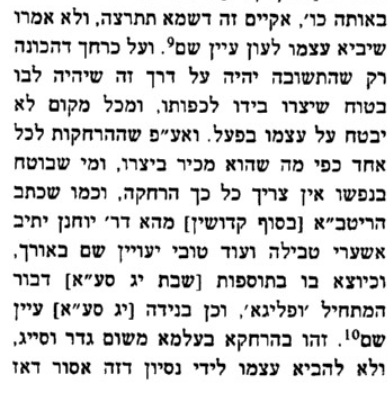 באותה כו׳, אקיים זה דשמא תתרצה, ולא אמרו
שיביא עצמו לעון עיין שם9. ועל כרחך דהכונה
רק שהתשובה יהיה על דרך זה שיהיה לבו
בטוח שיצרו בידו לכפותו, ומכל מקום לא
יבטח על עצמו בפעל. ואע״פ שההרחקות לכל
אחד כפי מה שהוא מכיר ביצרו, ומי שבוטח
בנפשו אין צריך כל כך הרחקה, וכמו שכתב
הריטב״א [בסוף קדושין] מהא דר׳ יוחנן יתיב
אשערי טבילה ועוד טובי יעויין שם באורך,
וכיוצא בו בתוספות [שבת יג סע״א] דבור
המתחיל ׳ופליגא׳, וכן בנידה [יג סע״א] עיין
שם10. זהו בהרחקא בעלמא משום גדר וסייג,
ולא להביא עצמו לידי נסיון דזה אסור דאז